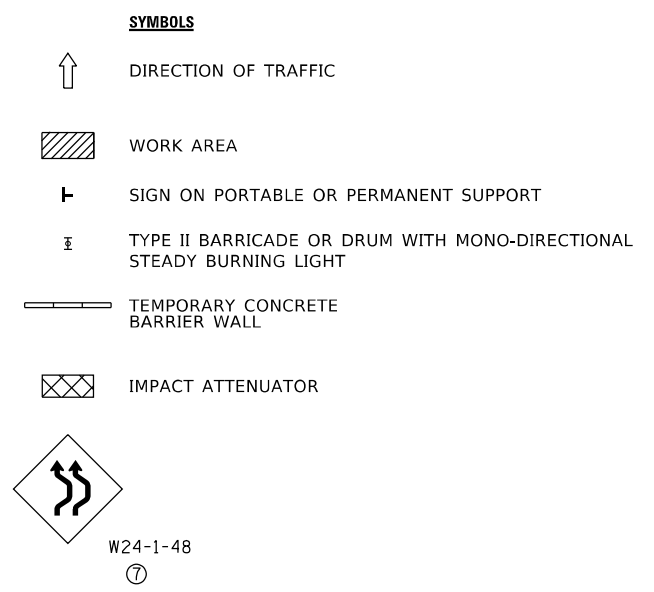 SYMBOLS
DIRECTION OF TRAFFIC
WORK AREA
SIGN ON PORTABLE OR PERMANENT SUPPORT
TYPE II BARRICADE OR DRUM WITH MONO-DIRECTIONAL
STEADY BURNING LIGHT
TEMPORARY CONCRETE
BARRIER WALL
IMPACT ATTENUATOR
W24-1-48
7